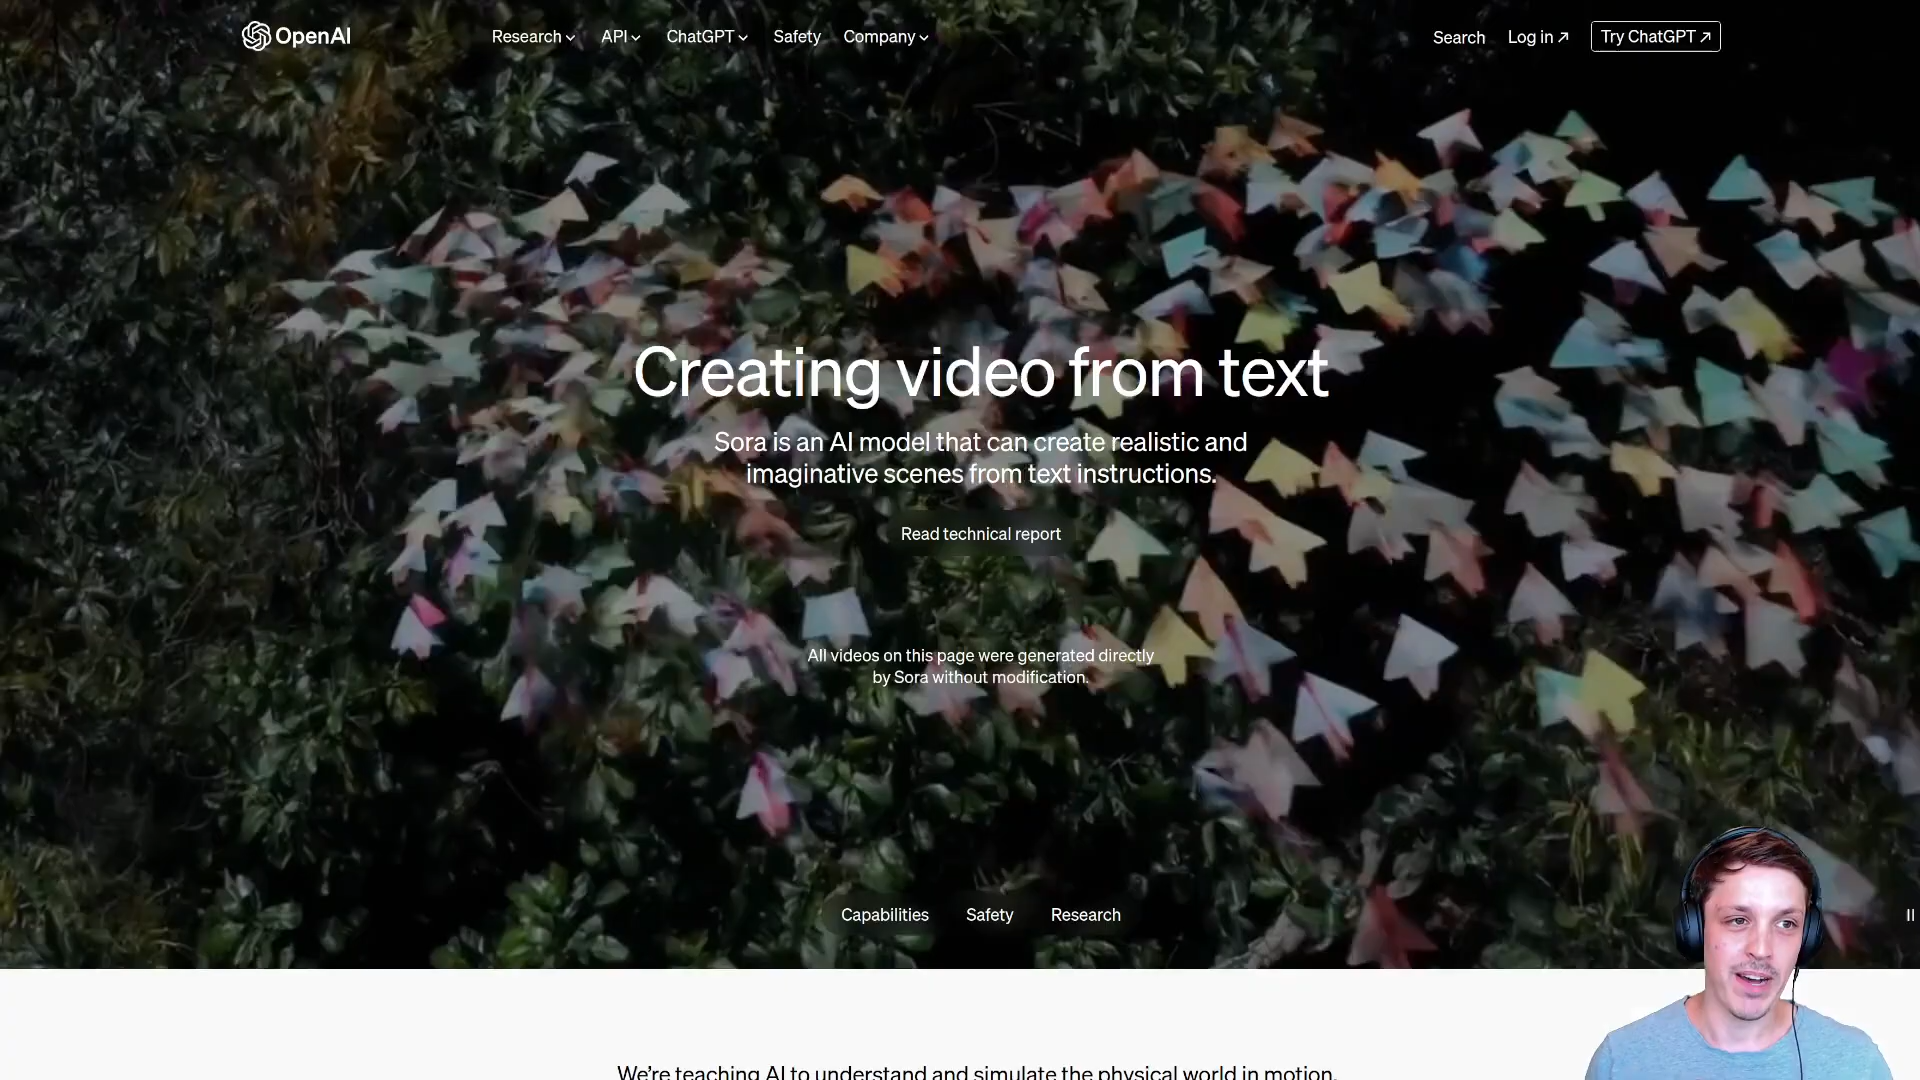 OpenAI
Research API ChatGPT Safety Company
Search Log in ↗ Try ChatGPT ↗
Creating video from text
Sora is an AI model that can create realistic and
imaginative scenes from text instructions.
Read technical report
All videos on this page were generated directly
by Sora without modification.
Capabilities Safety Research
We're teaching AI to understand and simulate the physical world in motion,